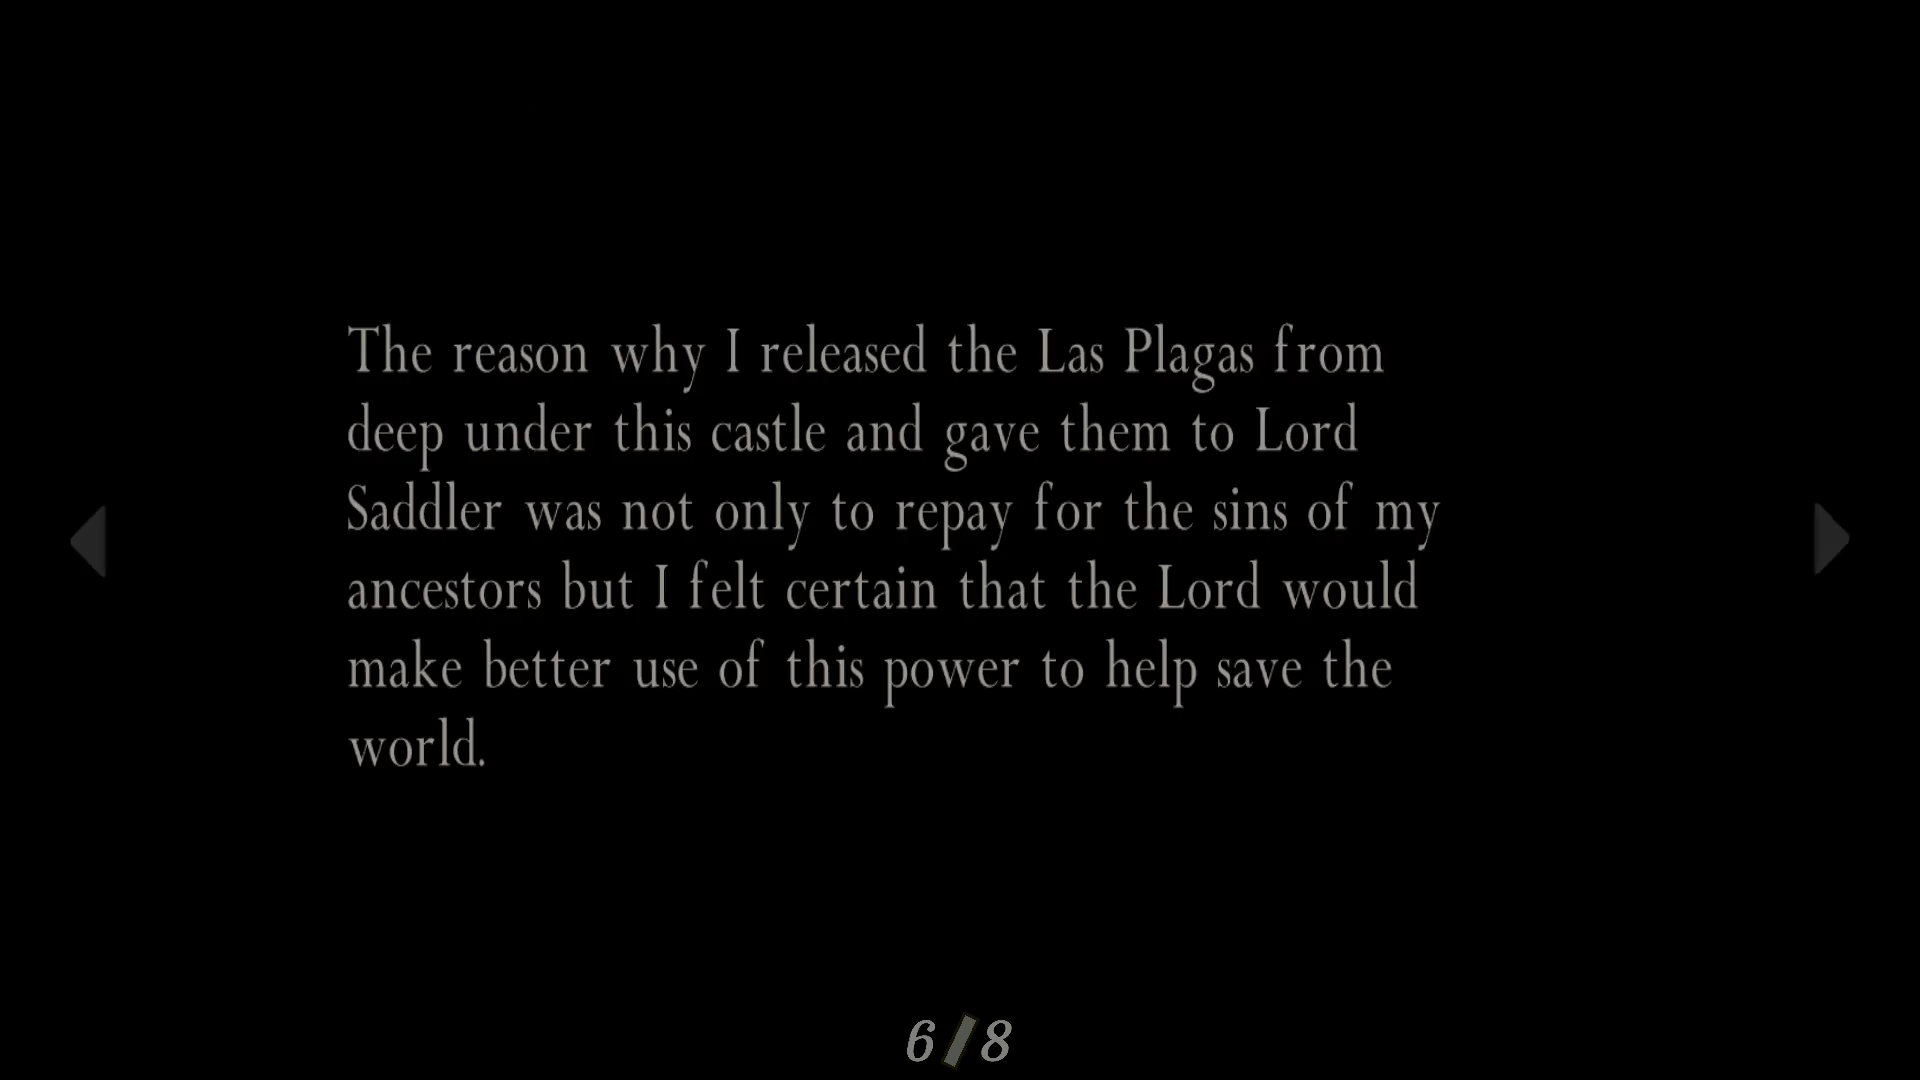 The reason why I released the Las Plagas from
deep under this castle and gave them to Lord
Saddler was not only to repay for the sins of my
ancestors but I felt certain that the Lord would
make better use of this power to help save the
world.
6/8